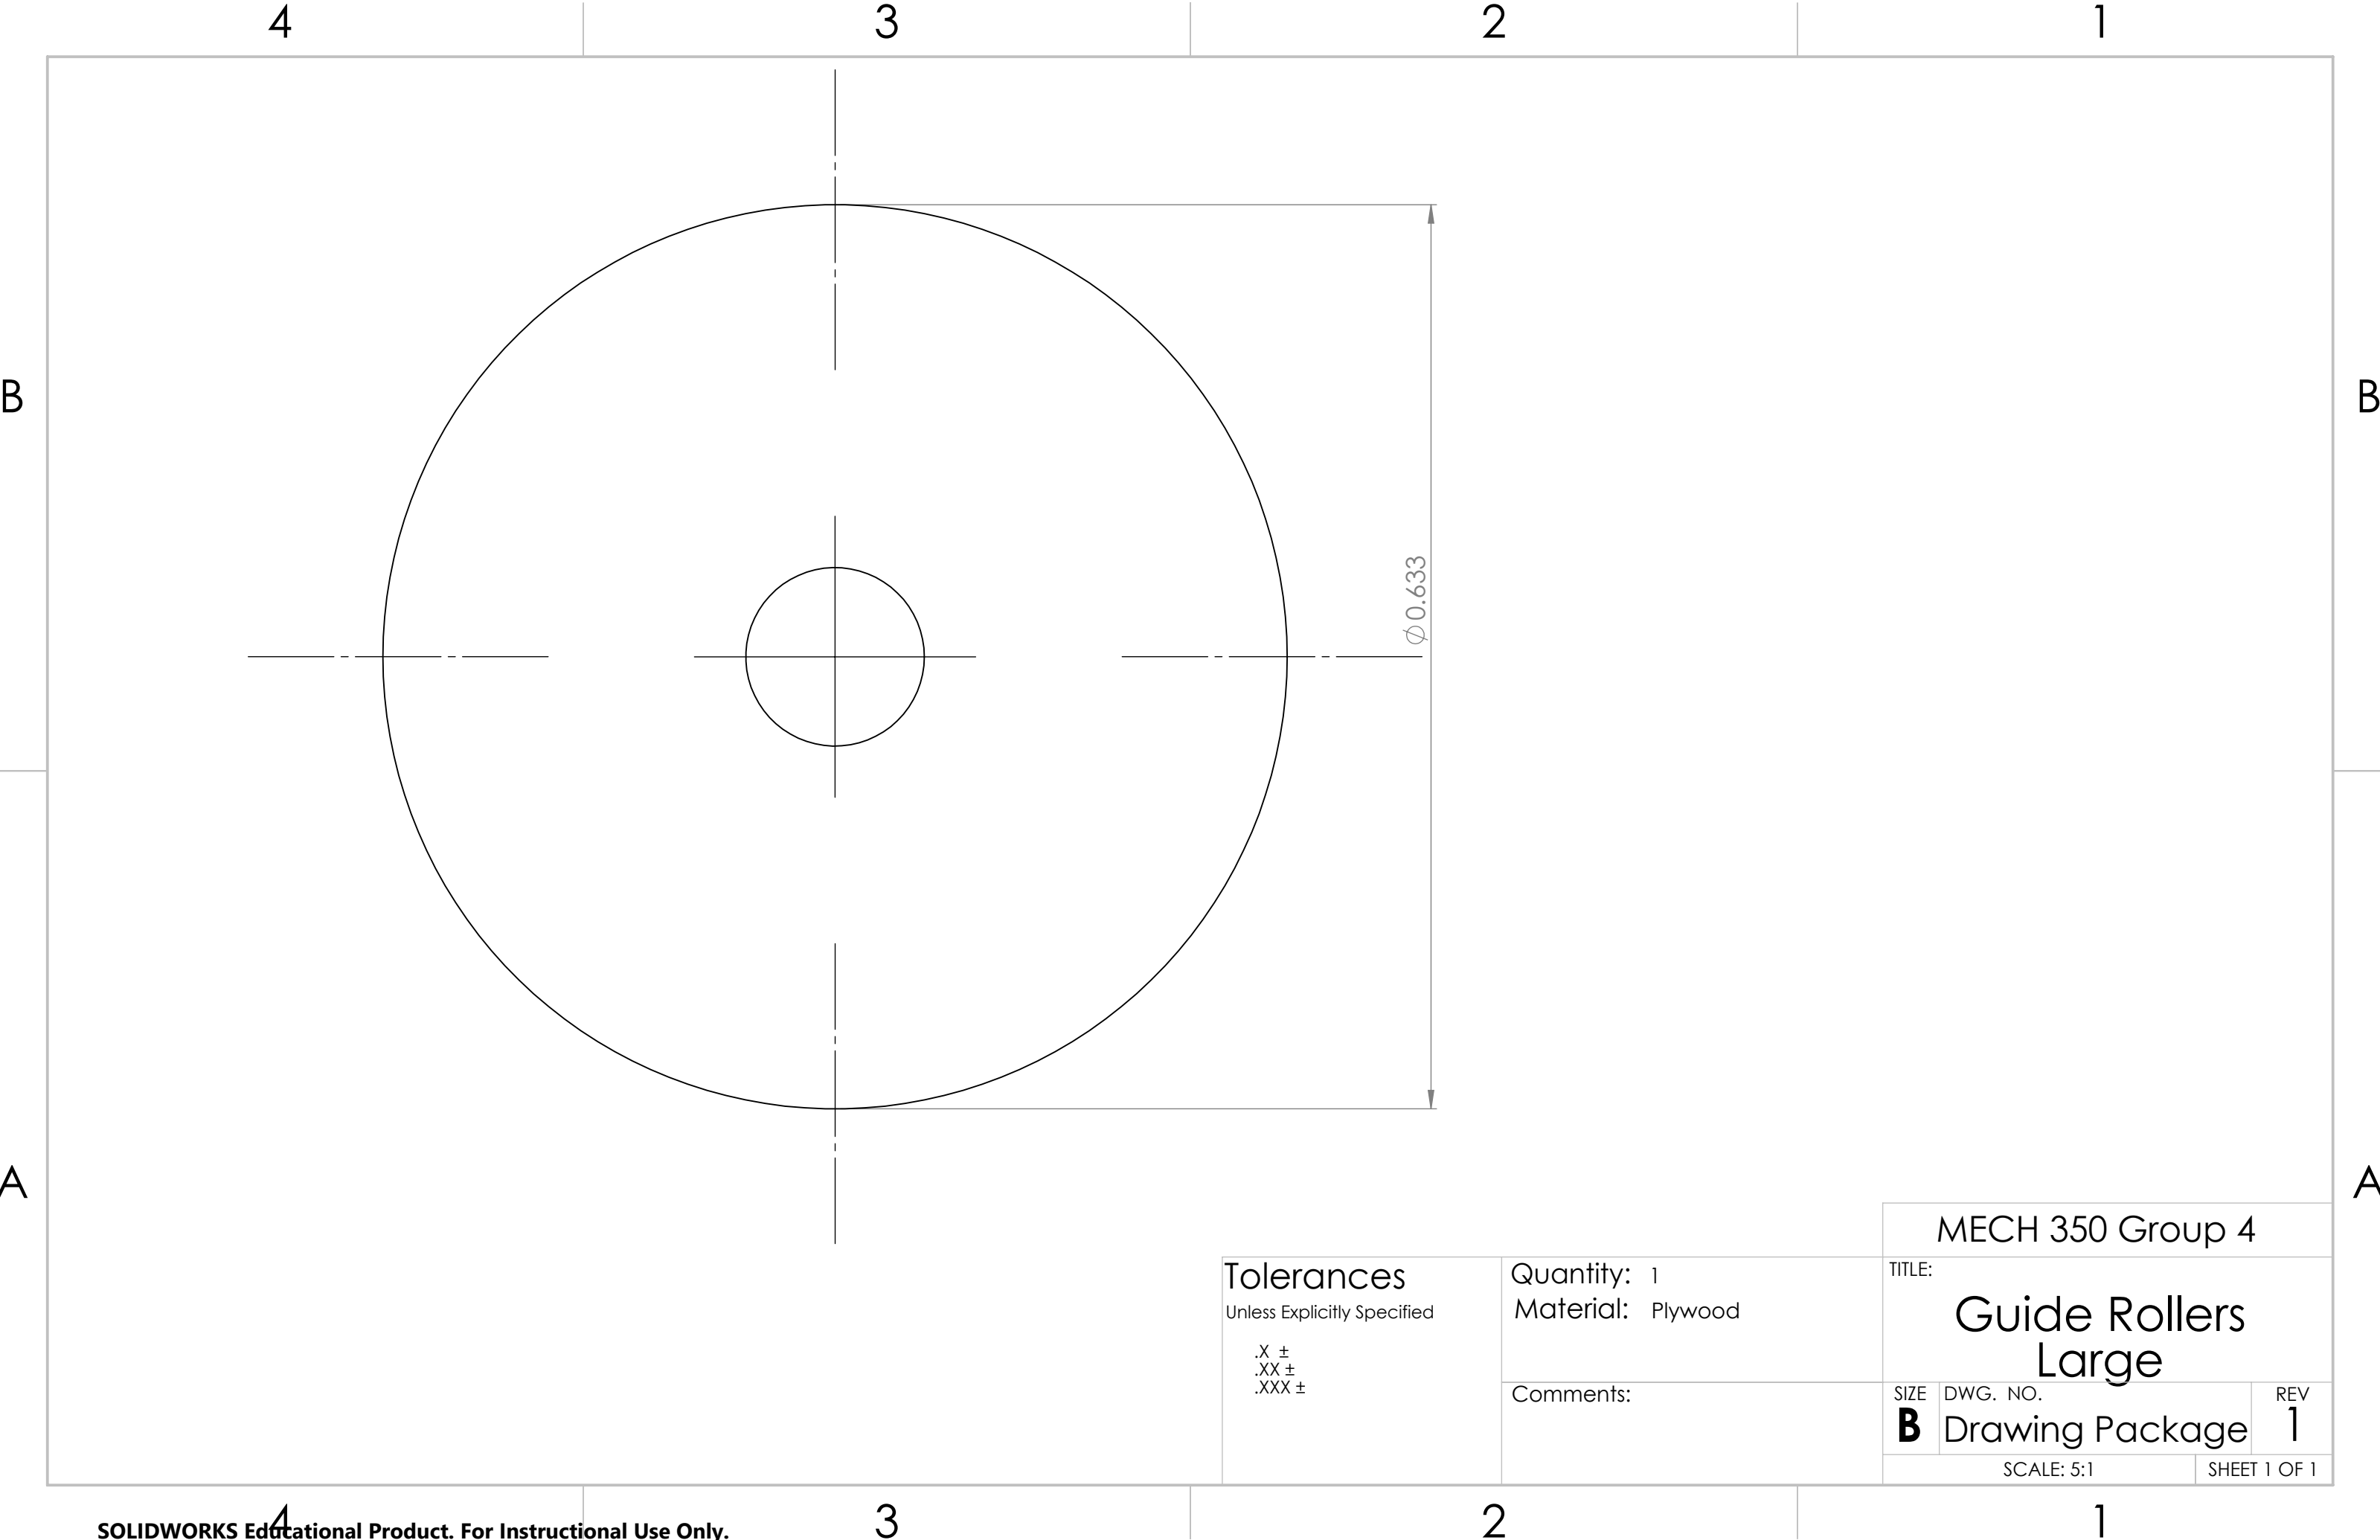 4 3 2 1
B B
⌀0.633
A A
MECH 350 Group 4
Tolerances
Unless Explicitly Specified
.X ±
.XX ±
.XXX ±
Quantity: 1
Material: Plywood
Comments:
TITLE:
Guide Rollers
Large
SIZE DWG. NO. REV
B Drawing Package 1
SCALE: 5:1 SHEET 1 OF 1
4 3 2 1
SOLIDWORKS Educational Product. For Instructional Use Only.